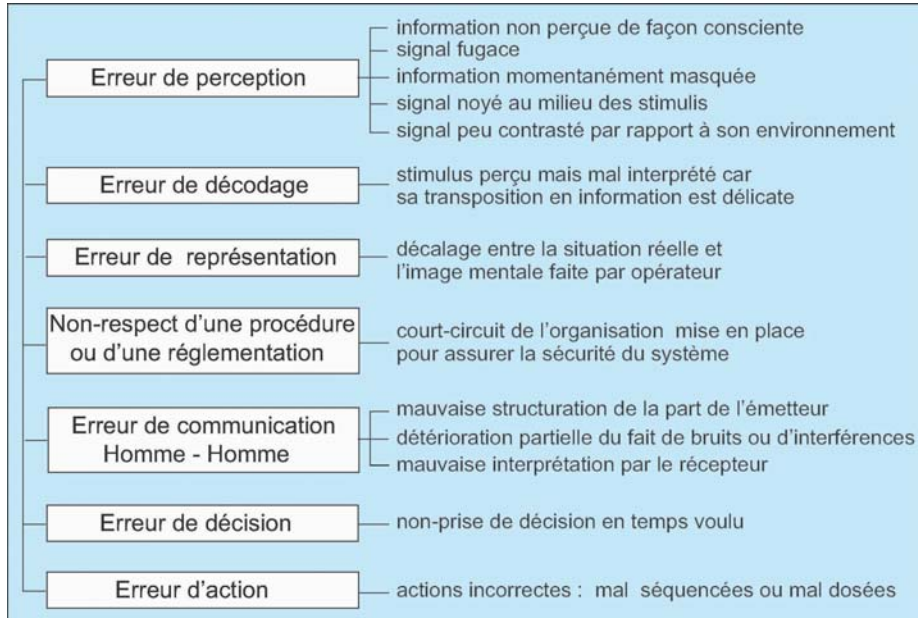 Erreur de perception
information non perçue de façon consciente
signal fugace
information momentanément masquée
signal noyé au milieu des stimulis
signal peu contrasté par rapport à son environnement
Erreur de décodage
stimulus perçu mais mal interprété car
sa transposition en information est délicate
Erreur de représentation
décalage entre la situation réelle et
l'image mentale faite par opérateur
Non-respect d'une procédure
ou d'une réglementation
court-circuit de l'organisation mise en place
pour assurer la sécurité du système
Erreur de communication
Homme - Homme
mauvaise structuration de la part de l'émetteur
détérioration partielle du fait de bruits ou d'interférences
mauvaise interprétation par le récepteur
Erreur de décision
non-prise de décision en temps voulu
Erreur d'action
actions incorrectes : mal séquencées ou mal dosées